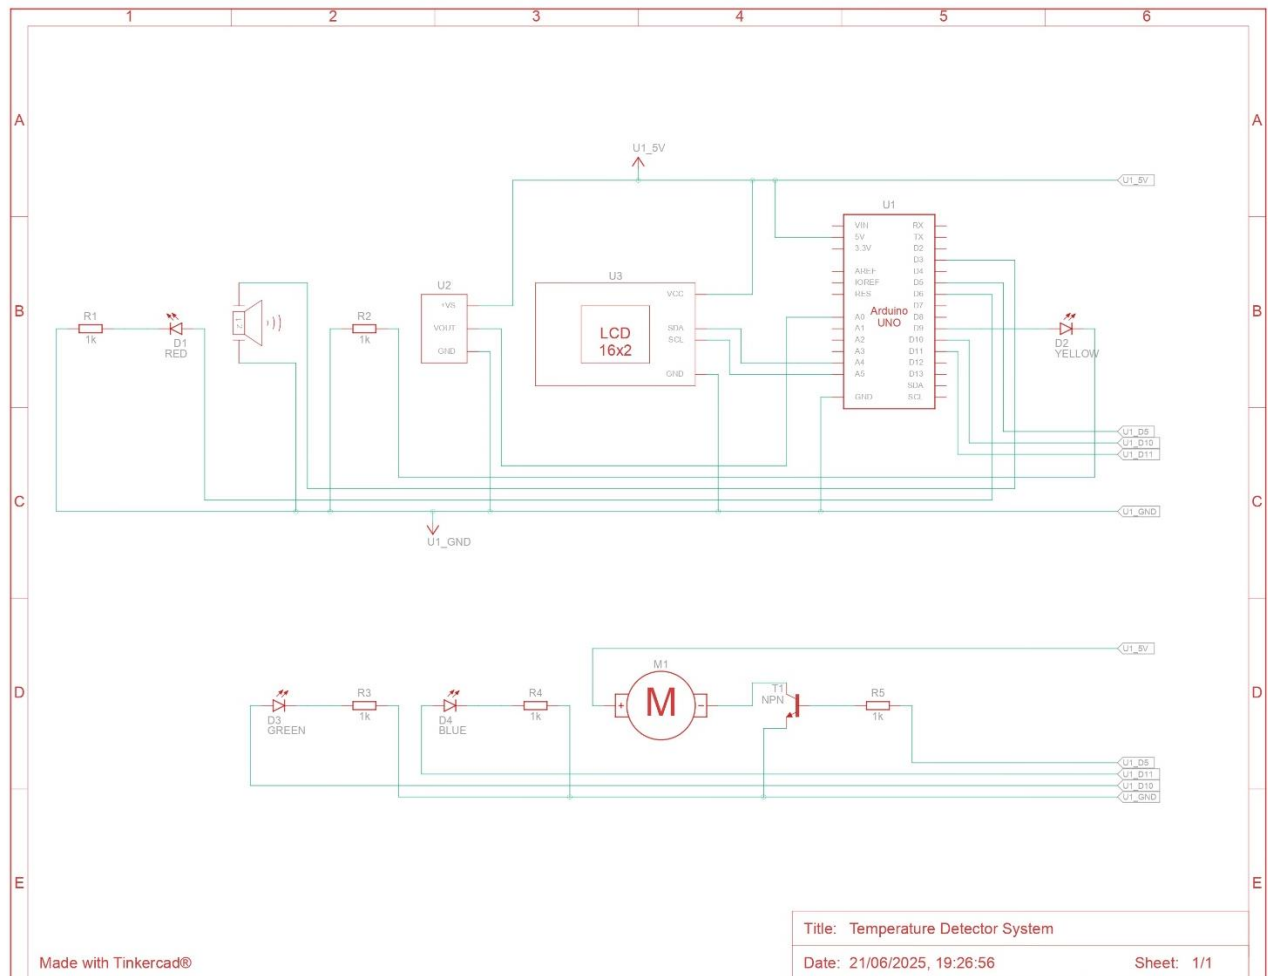 1 2 3 4 5 6
A A
U1_5V
U1_5V
U1
VIN RX
5V TX
3.3V D2
D3
AREF D4
IOREF D5
RES D6
D7
A0 D8
A1 D9
A2 D10
A3 D11
A4 D12
A5 D13
SDA
GND SCL
Arduino
UNO
U3
VCC
SDA
SCL
GND
LCD
16x2
U2
+VS
VOUT
GND
B B
R1
1k
D1
RED
R2
1k
D2
YELLOW
U1_D5
U1_D10
U1_D11
C C
U1_GND
U1_GND
U1_5V
D D
D3
GREEN
R3
1k
D4
BLUE
R4
1k
M1
M
+ -
T1
NPN
R5
1k
U1_D5
U1_D11
U1_D10
U1_GND
E E
Title: Temperature Detector System
Made with Tinkercad®
Date: 21/06/2025, 19:26:56
Sheet: 1/1